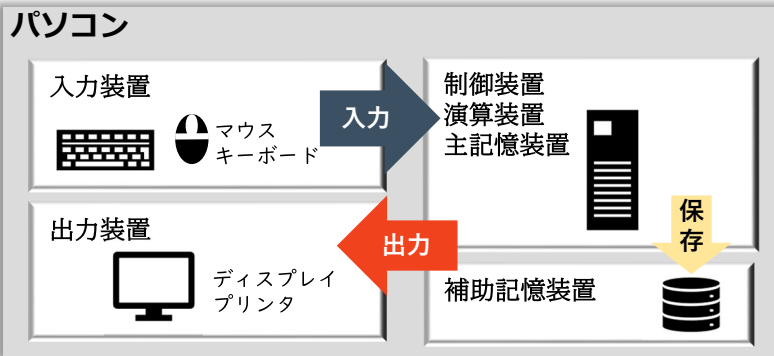 パソコン
入力装置
マウス
キーボード
入力
制御装置
演算装置
主記憶装置
出力装置
ディスプレイ
プリンタ
出力
保存
補助記憶装置